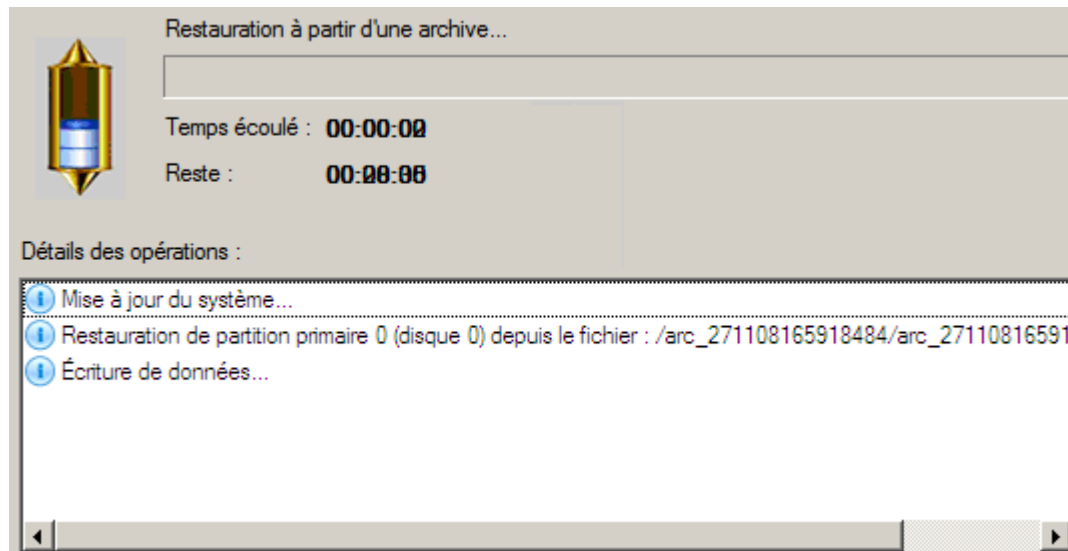 Restauration à partir d'une archive...
Temps écoulé :
Reste :
Détails des opérations :
Mise à jour du système...
Restauration de partition primaire 0 (disque 0) depuis le fichier : /arc_271108165918484/arc_27110816591
Écriture de données...